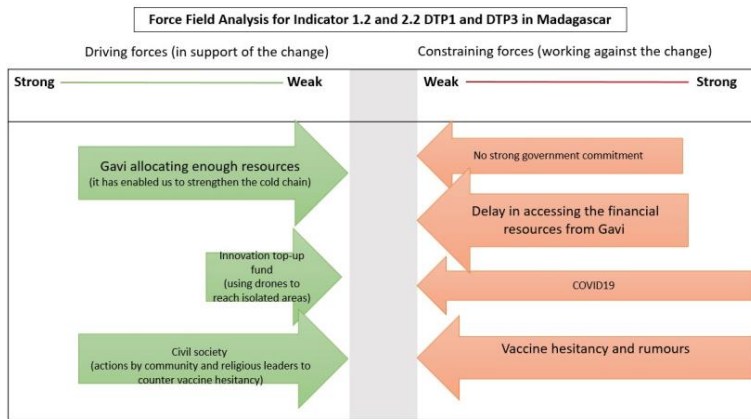 Force Field Analysis for Indicator 1.2 and 2.2 DTP1 and DTP3 in Madagascar
Driving forces (in support of the change)
Constraining forces (working against the change)
Strong
Weak
Weak
Strong
Gavi allocating enough resources
(it has enabled us to strengthen the cold chain)
Innovation top-up
fund
(using drones to
reach isolated areas)
Civil society
(actions by community and religious leaders to
counter vaccine hesitancy)
No strong government commitment
Delay in accessing the financial
resources from Gavi
COVID19
Vaccine hesitancy and rumours